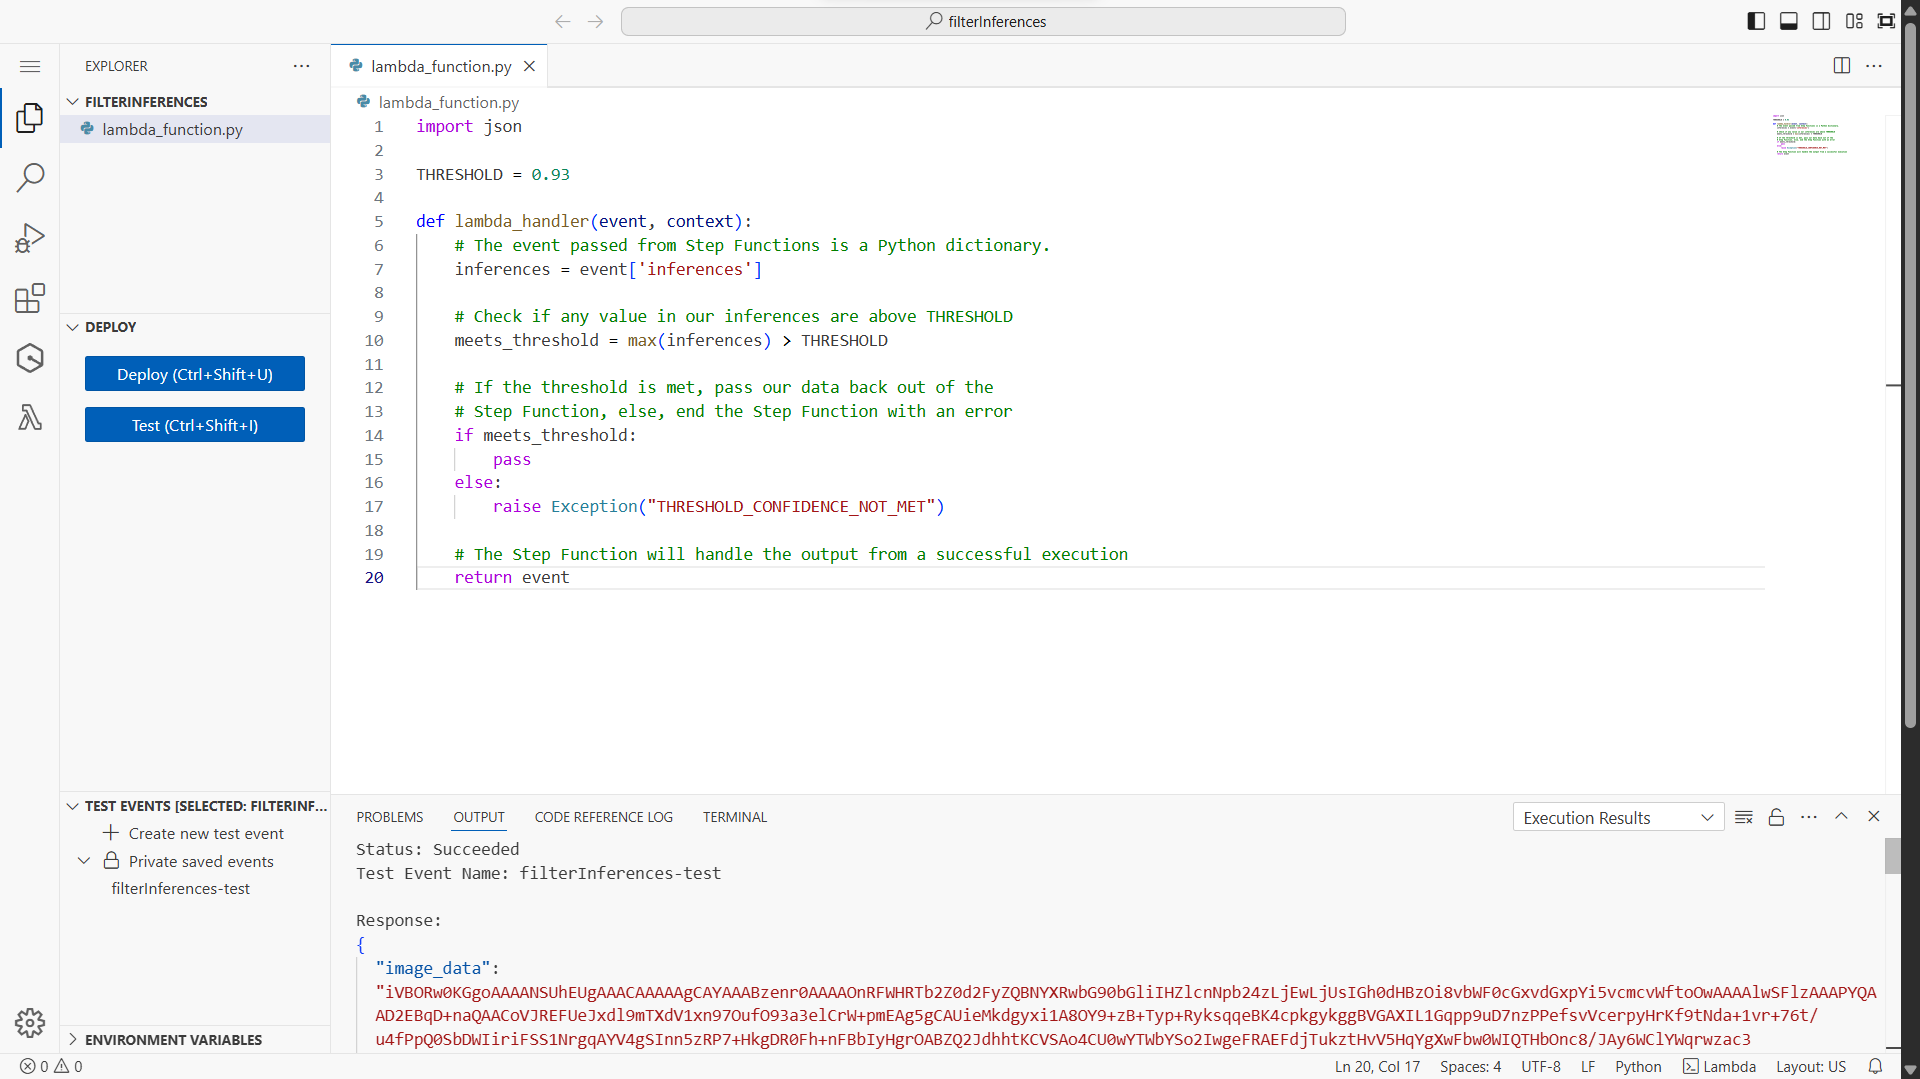 filterInferences
EXPLORER
FILTERINFERENCES
lambda_function.py
DEPLOY
Deploy (Ctrl+Shift+U)
Test (Ctrl+Shift+I)
TEST EVENTS [SELECTED: FILTERINF...
Create new test event
Private saved events
filterInferences-test
ENVIRONMENT VARIABLES
lambda_function.py
lambda_function.py
1 import json
2
3 THRESHOLD = 0.93
4
5 def lambda_handler(event, context):
6 # The event passed from Step Functions is a Python dictionary.
7 inferences = event['inferences']
8
9 # Check if any value in our inferences are above THRESHOLD
10 meets_threshold = max(inferences) > THRESHOLD
11
12 # If the threshold is met, pass our data back out of the
13 # Step Function, else, end the Step Function with an error
14 if meets_threshold:
15 pass
16 else:
17 raise Exception("THRESHOLD_CONFIDENCE_NOT_MET")
18
19 # The Step Function will handle the output from a successful execution
20 return event
PROBLEMS OUTPUT CODE REFERENCE LOG TERMINAL
Execution Results
Status: Succeeded
Test Event Name: filterInferences-test
Response:
{
"image_data":
"iVBORw0KGgoAAAANSUhEUgAAACAAAAAgCAYAAABzenr0AAAAOnRFWHRTb2Z0d2FyZQBNYXRwbG90bGliIHZlcnNpb24zLjEwLjUsIGh0dHBzOi8vbWF0cGxvdGxpYi5vcmcvWftoOwAAAAlwSFlzAAAPYQA
AD2EBqD+naQAACoVJREFUeJxdl9mTXdV1xn97OufO93a3elCrW+pmEAg5gCAUieMkdgyxi1A8OY9+zB+Typ+RyksqqeBK4cpkgykggBVGAXIL1Gqpp9uD7nzPPefsvVcerpyHrKf9tNda+1vr+76t/
u4fPpQ0SbDWIiriFSS1NrgqAYV4gSInn5zRP7+HkgDR0Fh+nFBbIyHgrOABZQ2JdhhtKCVSAo4CU0wYTWbYSo2IwgeFRAEFdjTukztHvV5HqYgXwFbw0WIQTHbOnc8/JAy6WClYWqrwzac3
0 0
Ln 20, Col 17
Spaces: 4
UTF-8
LF
Python
Lambda
Layout: US